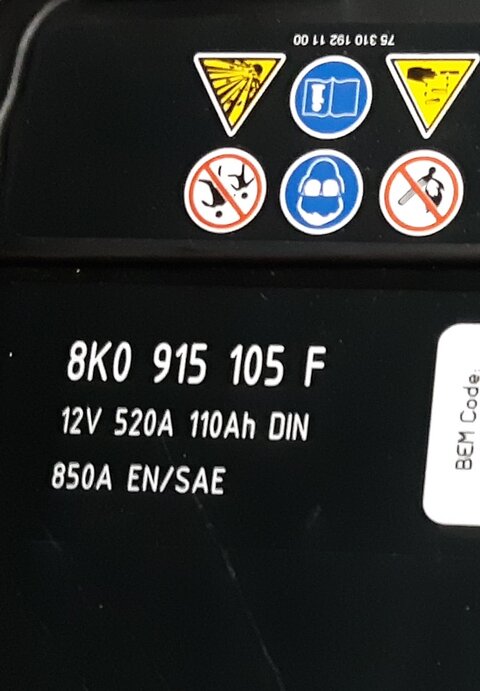 75 310 192 11 00
8K0 915 105 F
12V 520A 110Ah DIN
850A EN/SAE
BEM Code: